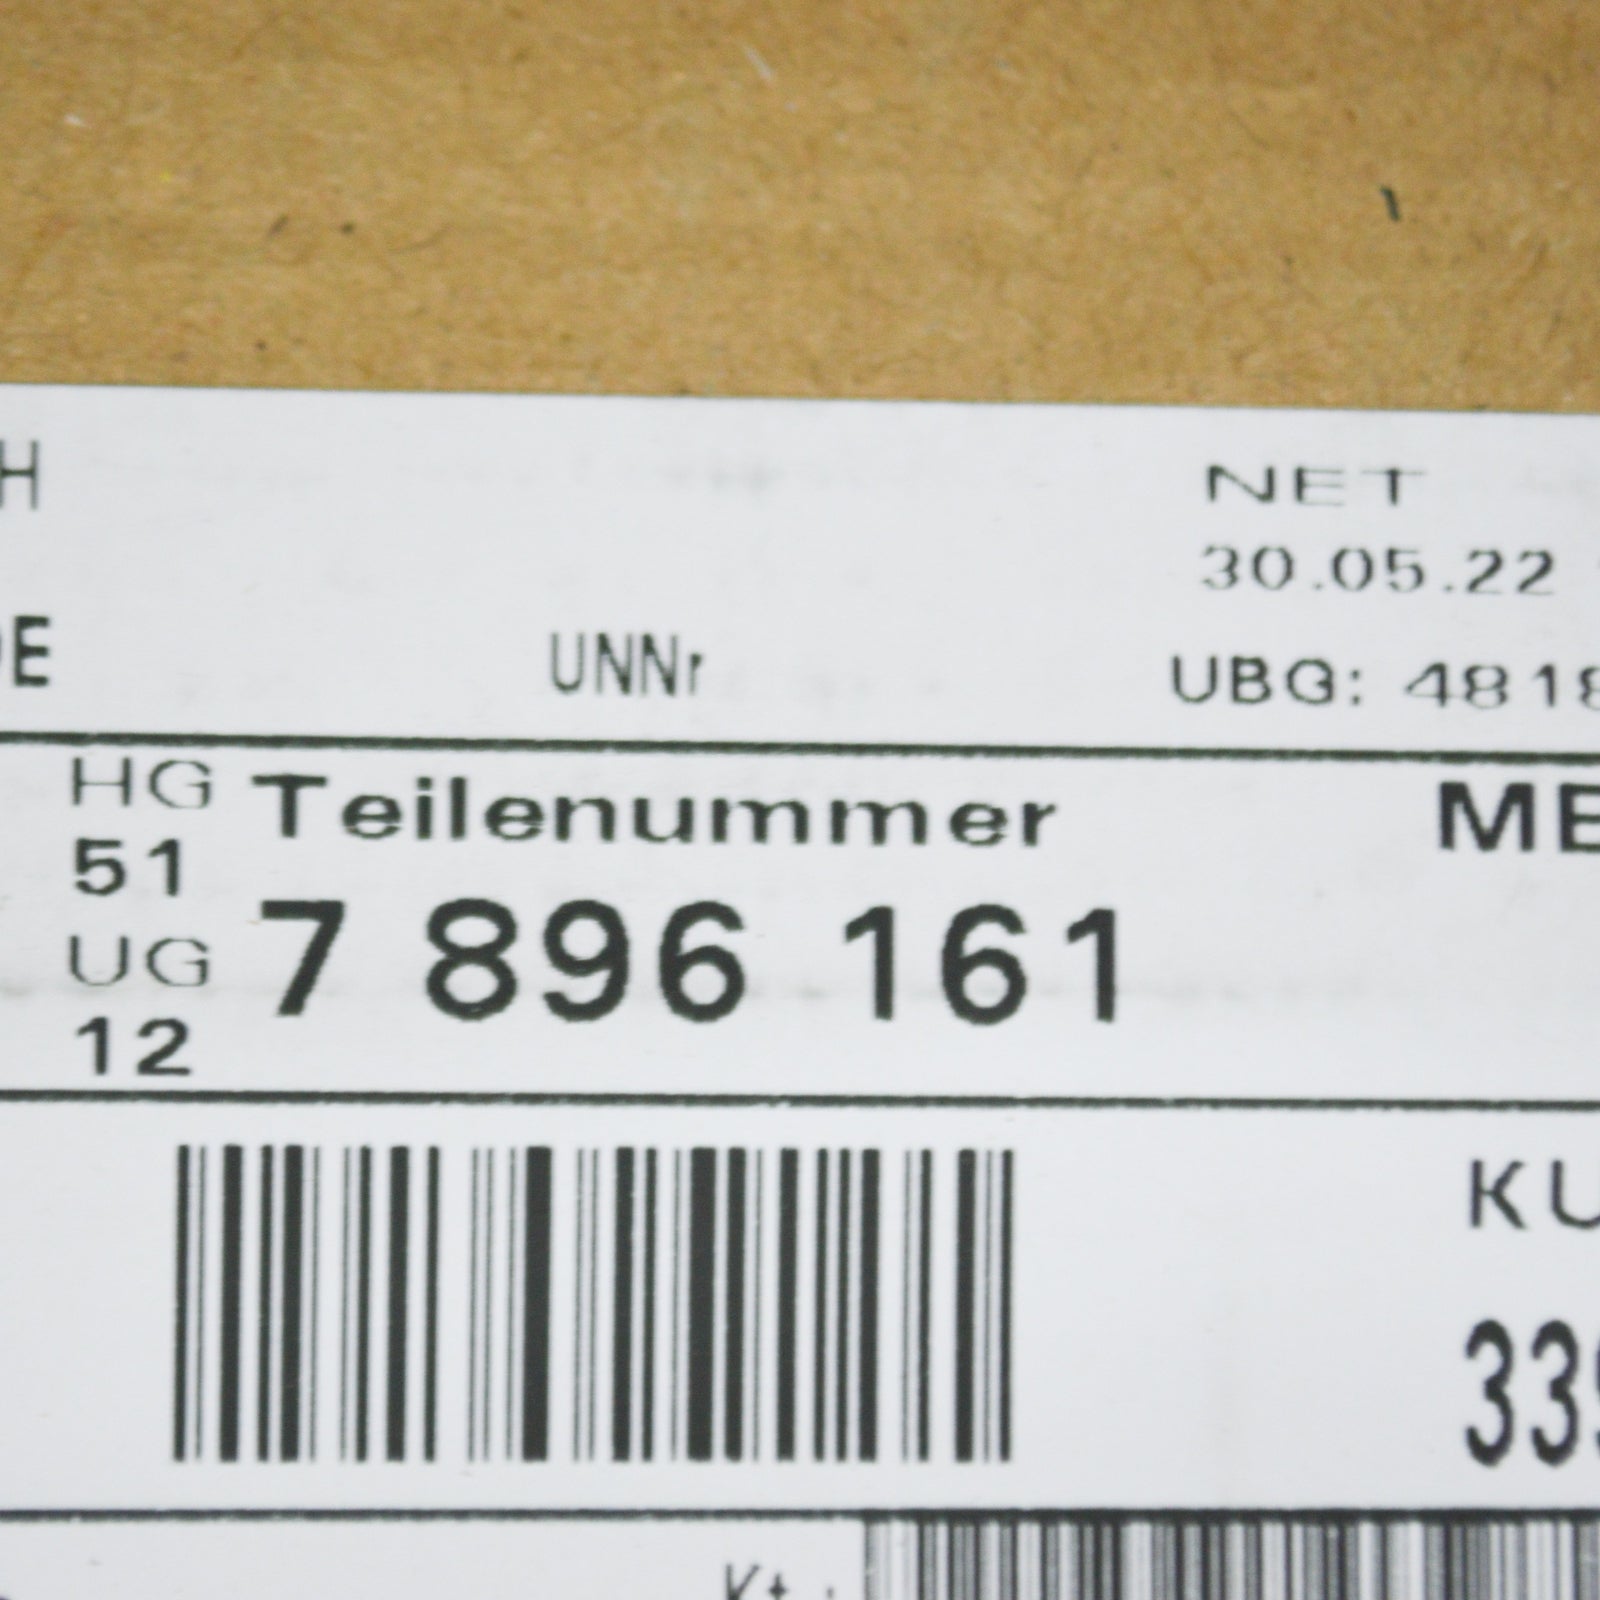 H NET
30.05.22
DE UNNr UBG: 4818
HG Teilenummer ME
51
7 896 161
UG
12
KU
339